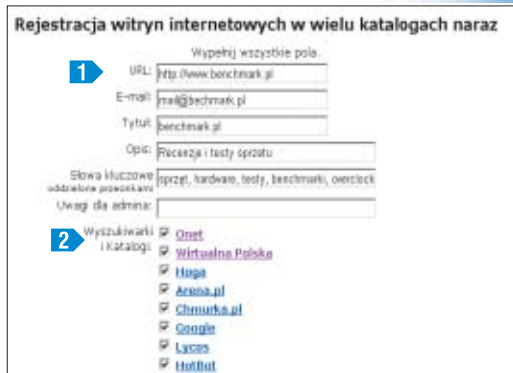 Rejestracja witryn internetowych w wielu katalogach naraz
Wypełnij wszystkie pola.
1
URL: http://www.benchmark.pl
E-mail: mail@bechmark.pl
Tytuł: benchmark.pl
Opis: Recenzje i testy sprzetu
Słowa kluczowe
oddzielone przecinkami
sprzęt, hardware, testy, benchmarki, overclock
Uwagi dla admina:
2
Wyszukiwarki
i Katalogi:
Onet
Wirtualna Polska
Hoga
Arena.pl
Chmurka.pl
Google
Lycos
HotBot